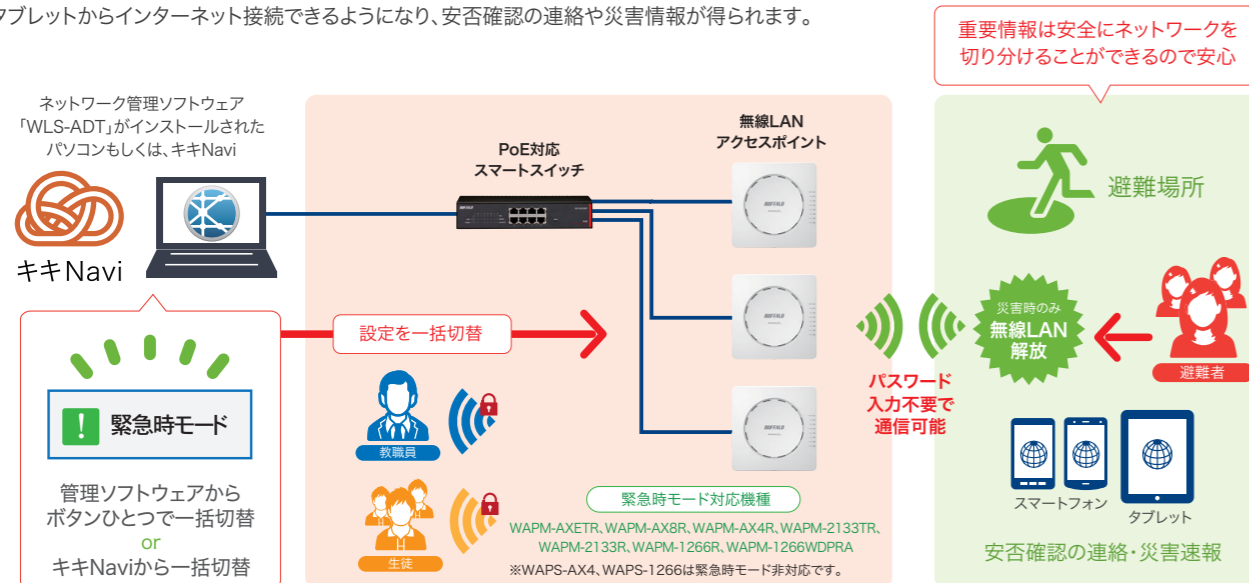 タブレットからインターネット接続できるようになり、安否確認の連絡や災害情報が得られます。
重要情報は安全にネットワークを
切り分けることができるので安心
ネットワーク管理ソフトウェア
「WLS-ADT」がインストールされた
パソコンもしくは、キキNavi
キキNavi
PoE対応
スマートスイッチ
無線LAN
アクセスポイント
BUFFALO
BUFFALO
BUFFALO
BUFFALO
避難場所
災害時のみ
無線LAN
解放
避難者
設定を一括切替
パスワード
入力不要で
通信可能
緊急時モード
管理ソフトウェアから
ボタンひとつで一括切替
or
キキNaviから一括切替
教職員
生徒
緊急時モード対応機種
WAPM-AXETR、WAPM-AX8R、WAPM-AX4R、WAPM-2133TR、
WAPM-2133R、WAPM-1266R、WAPM-1266WDPRA
※WAPS-AX4、WAPS-1266は緊急時モード非対応です。
スマートフォン
タブレット
安否確認の連絡・災害速報